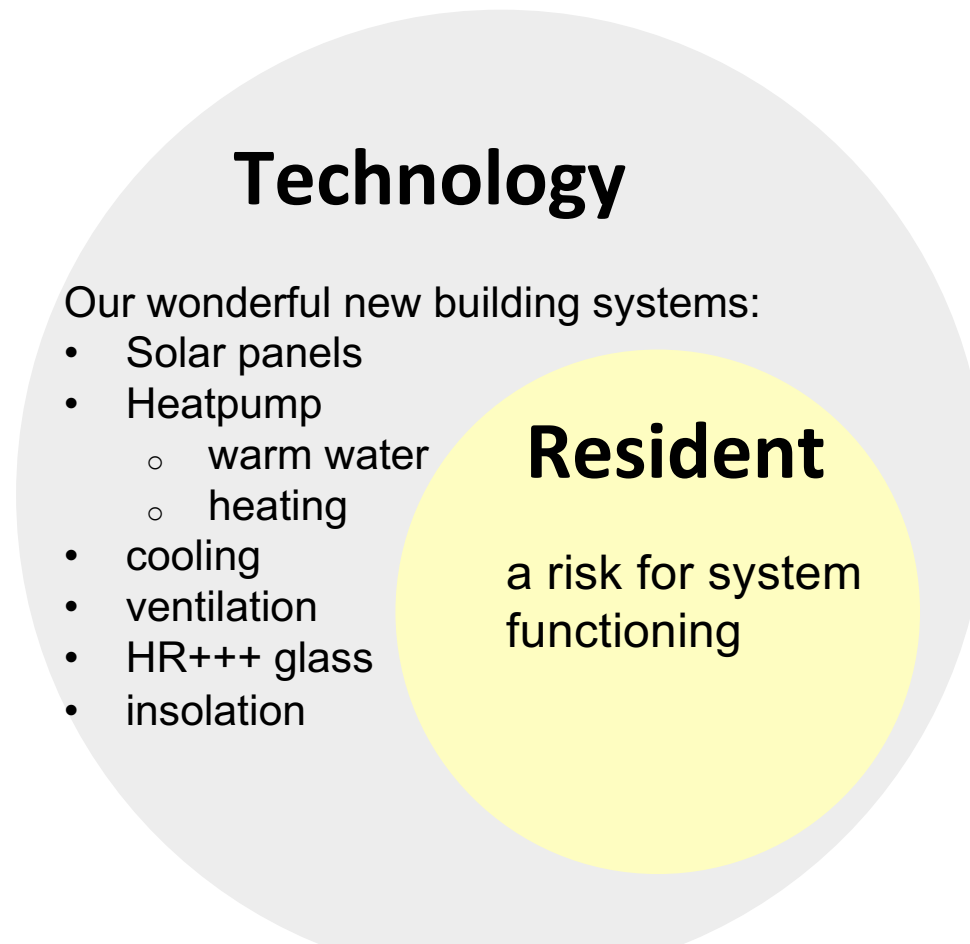 Technology
Our wonderful new building systems:
• Solar panels
• Heatpump
o warm water
o heating
• cooling
• ventilation
• HR+++ glass
• insolation
Resident
a risk for system
functioning